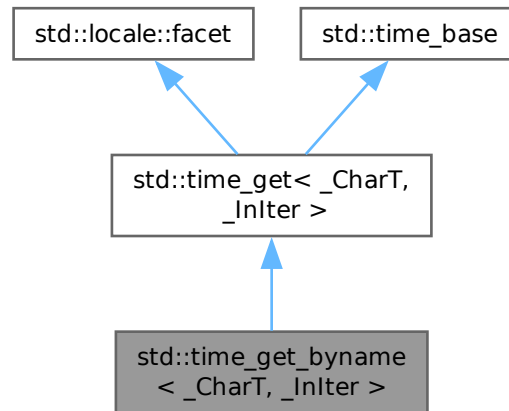 std::locale::facet
std::time_base
std::time_get< _CharT,
_InIter >
std::time_get_byname
< _CharT, _InIter >